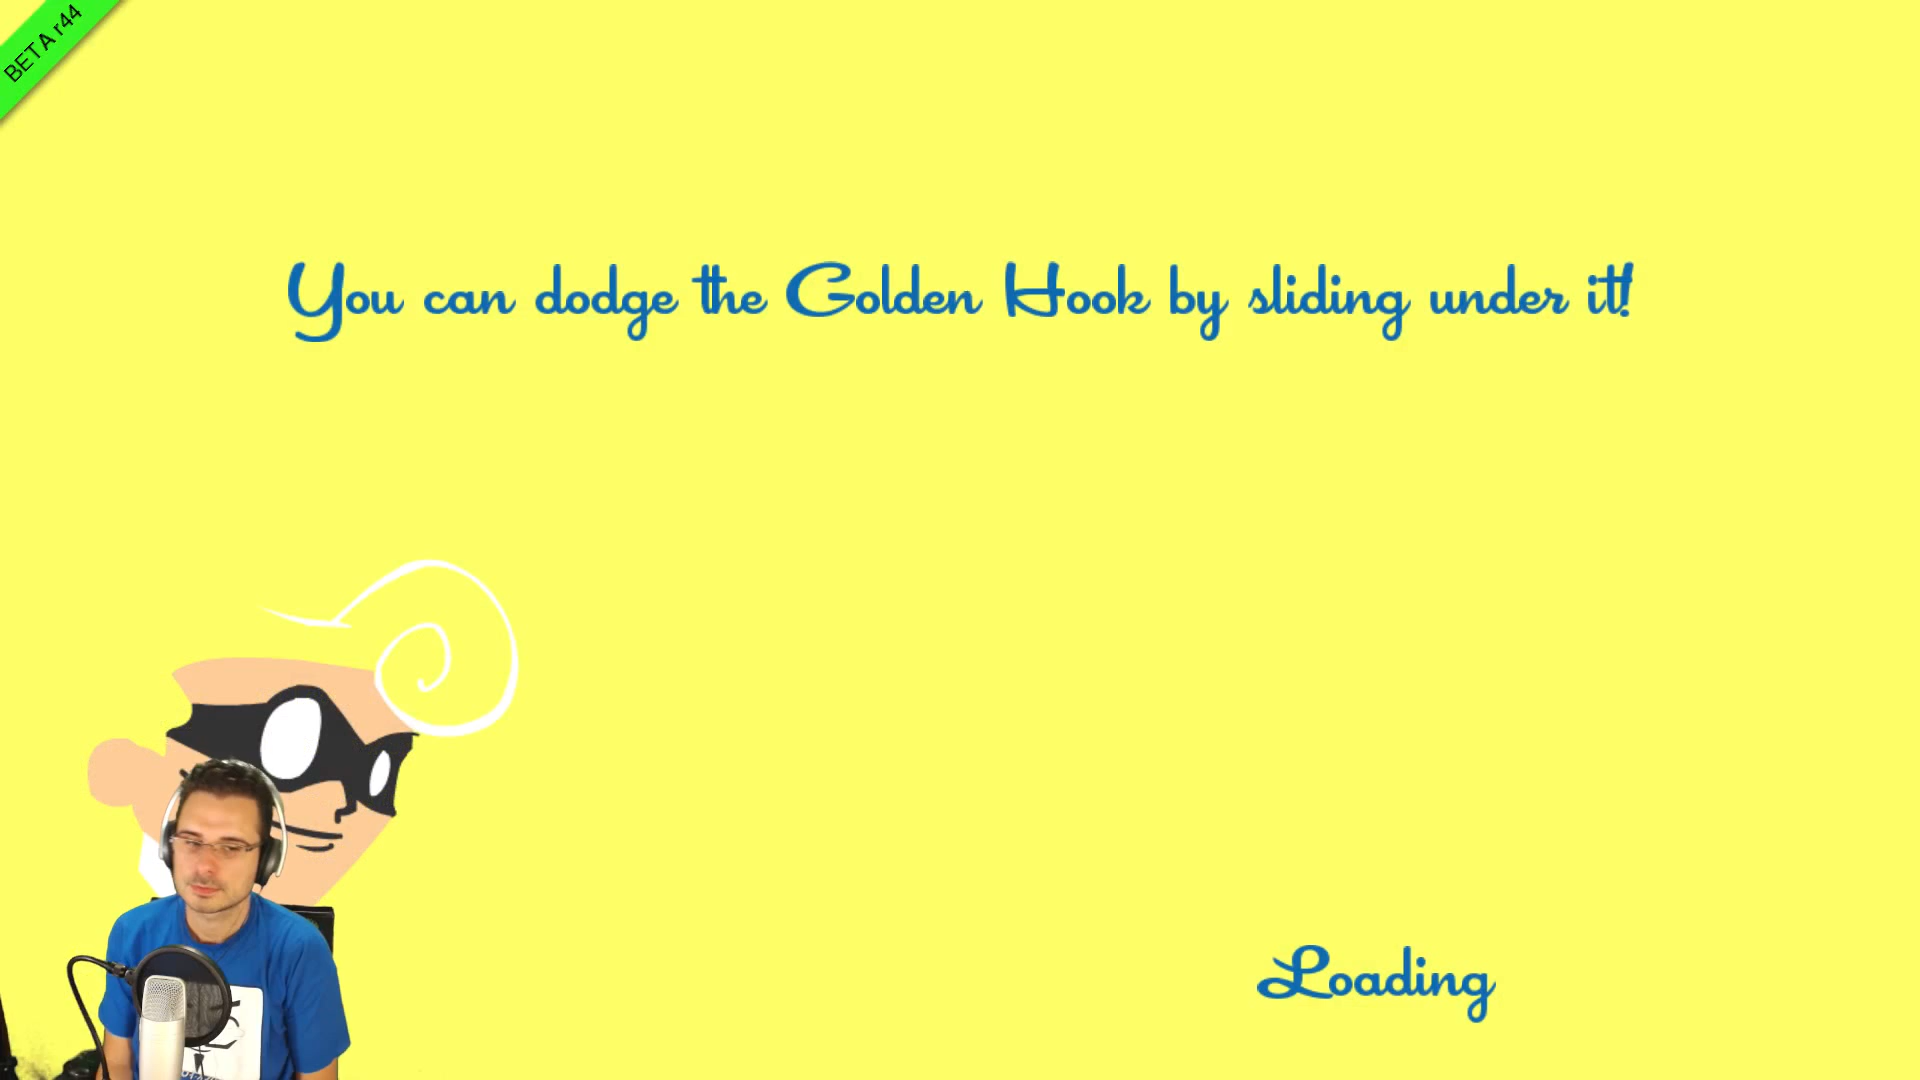 BETA r44
You can dodge the Golden Hook by sliding under it!
Loading